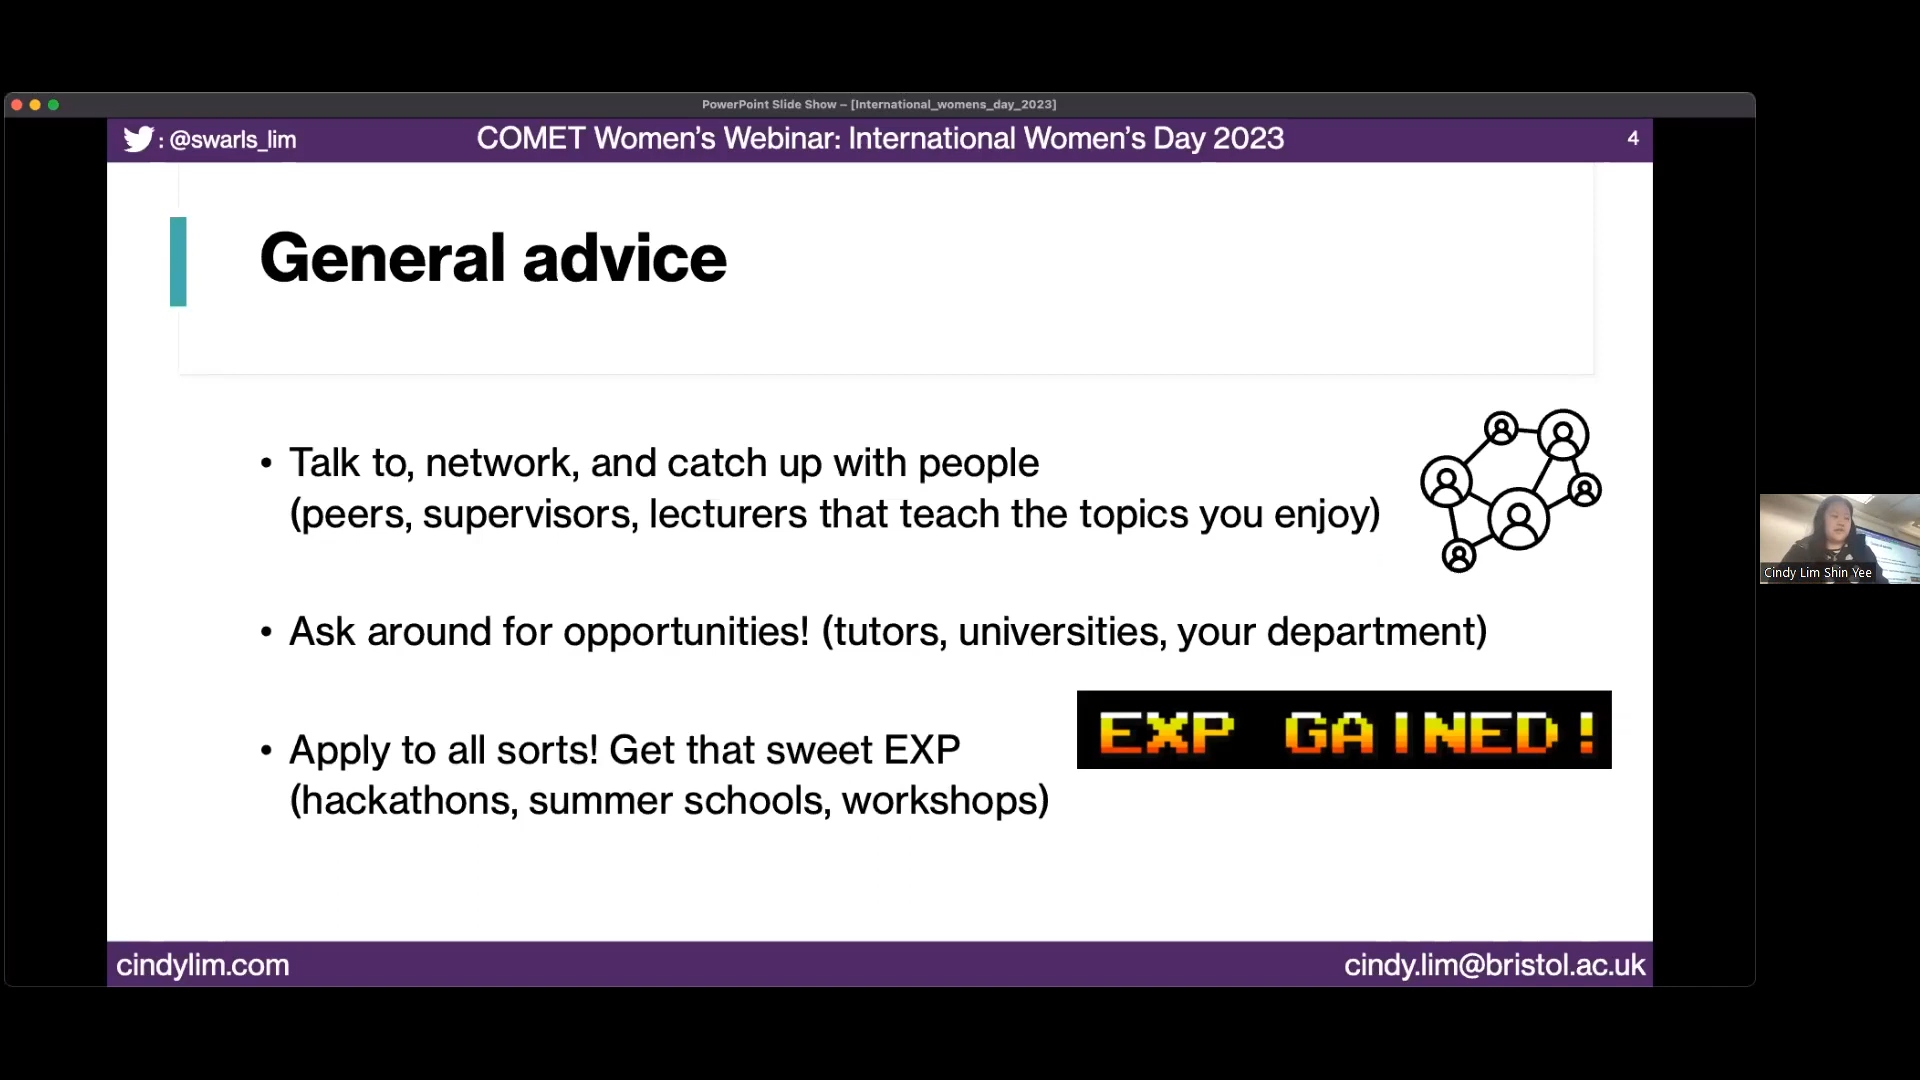 PowerPoint Slide Show – [International_womens_day_2023]
: @swarls_lim
COMET Women's Webinar: International Women's Day 2023
4
General advice
• Talk to, network, and catch up with people
(peers, supervisors, lecturers that teach the topics you enjoy)
• Ask around for opportunities! (tutors, universities, your department)
• Apply to all sorts! Get that sweet EXP
(hackathons, summer schools, workshops)
EXP GAINED!
Cindy Lim Shin Yee
cindylim.com
cindy.lim@bristol.ac.uk